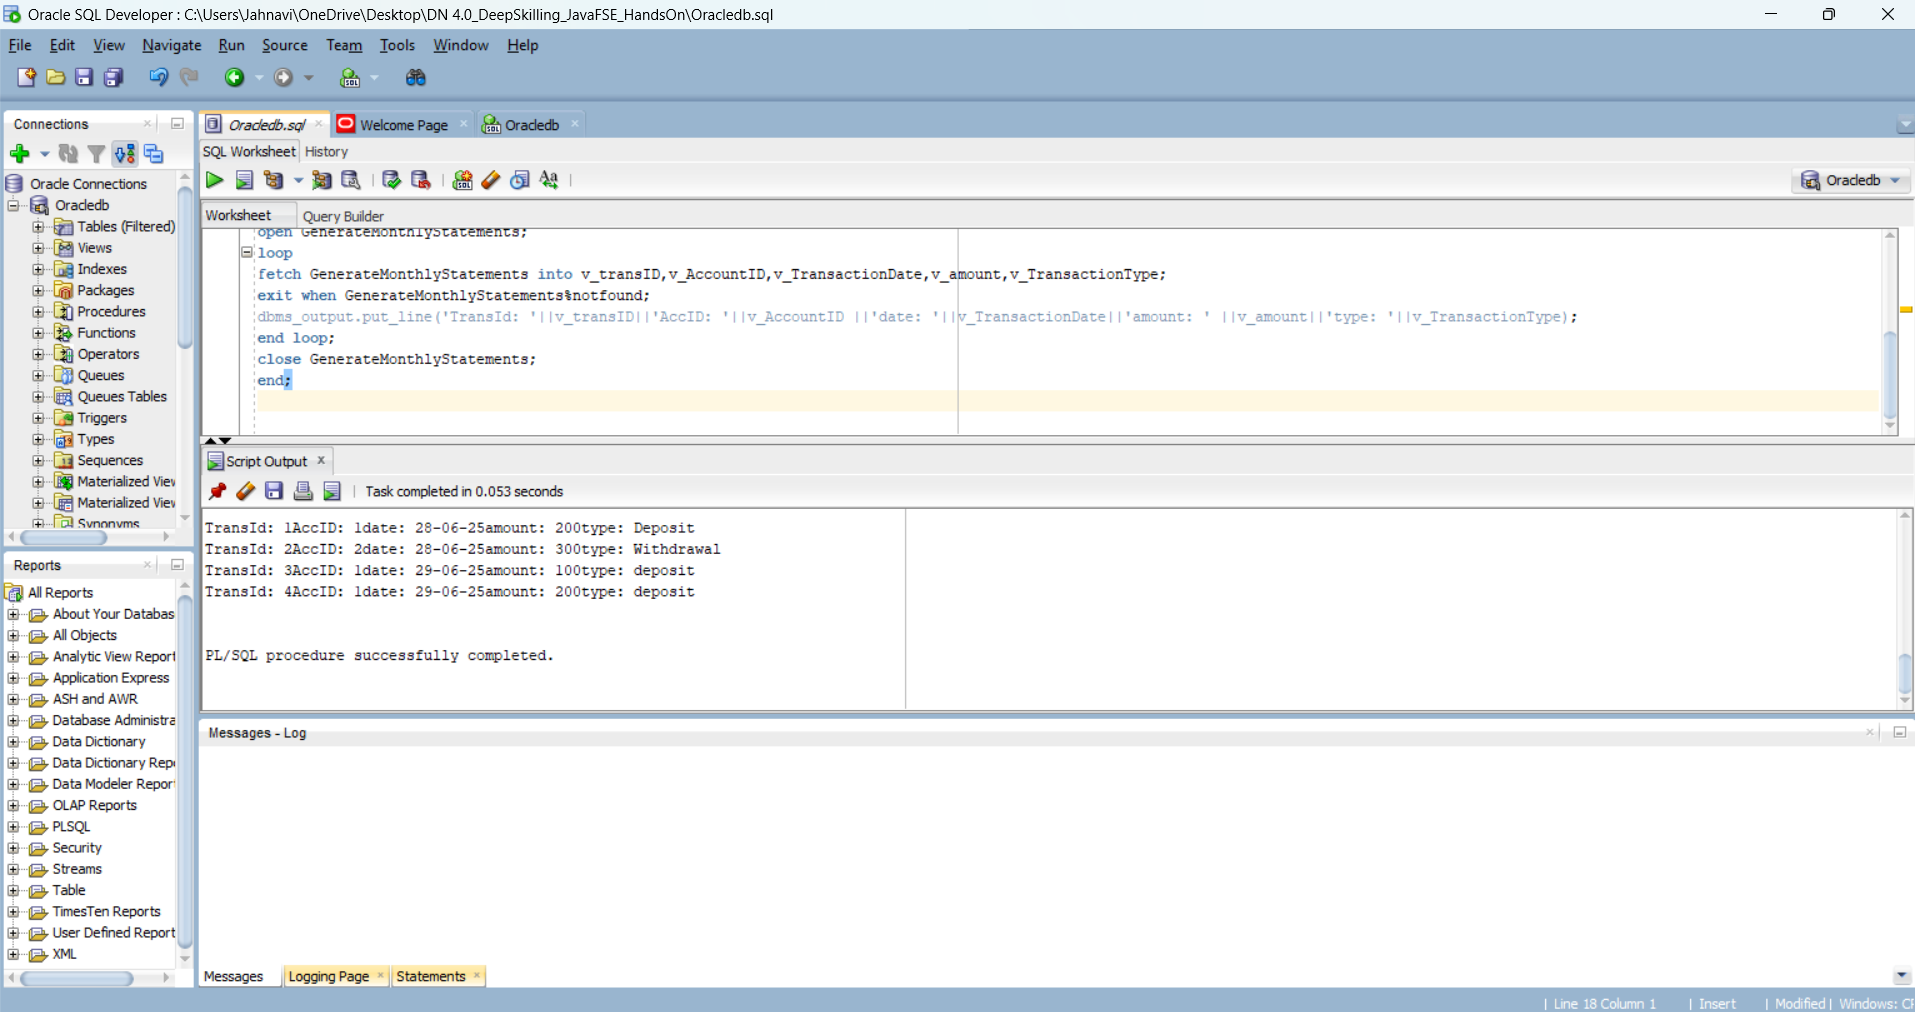 Oracle SQL Developer : C:\Users\Jahnavi\OneDrive\Desktop\DN 4.0_DeepSkilling_JavaFSE_HandsOn\Oracledb.sql
File Edit View Navigate Run Source Team Tools Window Help
Connections
Oracledb.sql
Welcome Page
Oracledb
SQL Worksheet History
Oracledb
Worksheet Query Builder
Oracle Connections
Oracledb
Tables (Filtered)
Views
Indexes
Packages
Procedures
Functions
Operators
Queues
Queues Tables
Triggers
Types
Sequences
Materialized Viev
Materialized Viev
Synonyms
open GenerateMonthlyStatements;
loop
fetch GenerateMonthlyStatements into v_transID,v_AccountID,v_TransactionDate,v_amount,v_TransactionType;
exit when GenerateMonthlyStatements%notfound;
dbms_output.put_line('TransId: '||v_transID||'AccID: '||v_AccountID ||'date: '||v_TransactionDate||'amount: ' ||v_amount||'type: '||v_TransactionType);
end loop;
close GenerateMonthlyStatements;
end;
Script Output
Task completed in 0.053 seconds
TransId: 1AccID: 1date: 28-06-25amount: 200type: Deposit
TransId: 2AccID: 2date: 28-06-25amount: 300type: Withdrawal
TransId: 3AccID: 1date: 29-06-25amount: 100type: deposit
TransId: 4AccID: 1date: 29-06-25amount: 200type: deposit
PL/SQL procedure successfully completed.
Reports
All Reports
About Your Databas
All Objects
Analytic View Report
Application Express
ASH and AWR
Database Administra
Data Dictionary
Data Dictionary Rep
Data Modeler Repor
OLAP Reports
PLSQL
Security
Streams
Table
TimesTen Reports
User Defined Report
XML
Messages - Log
Messages Logging Page Statements
Line 18 Column 1 | Insert | Modified | Windows: C